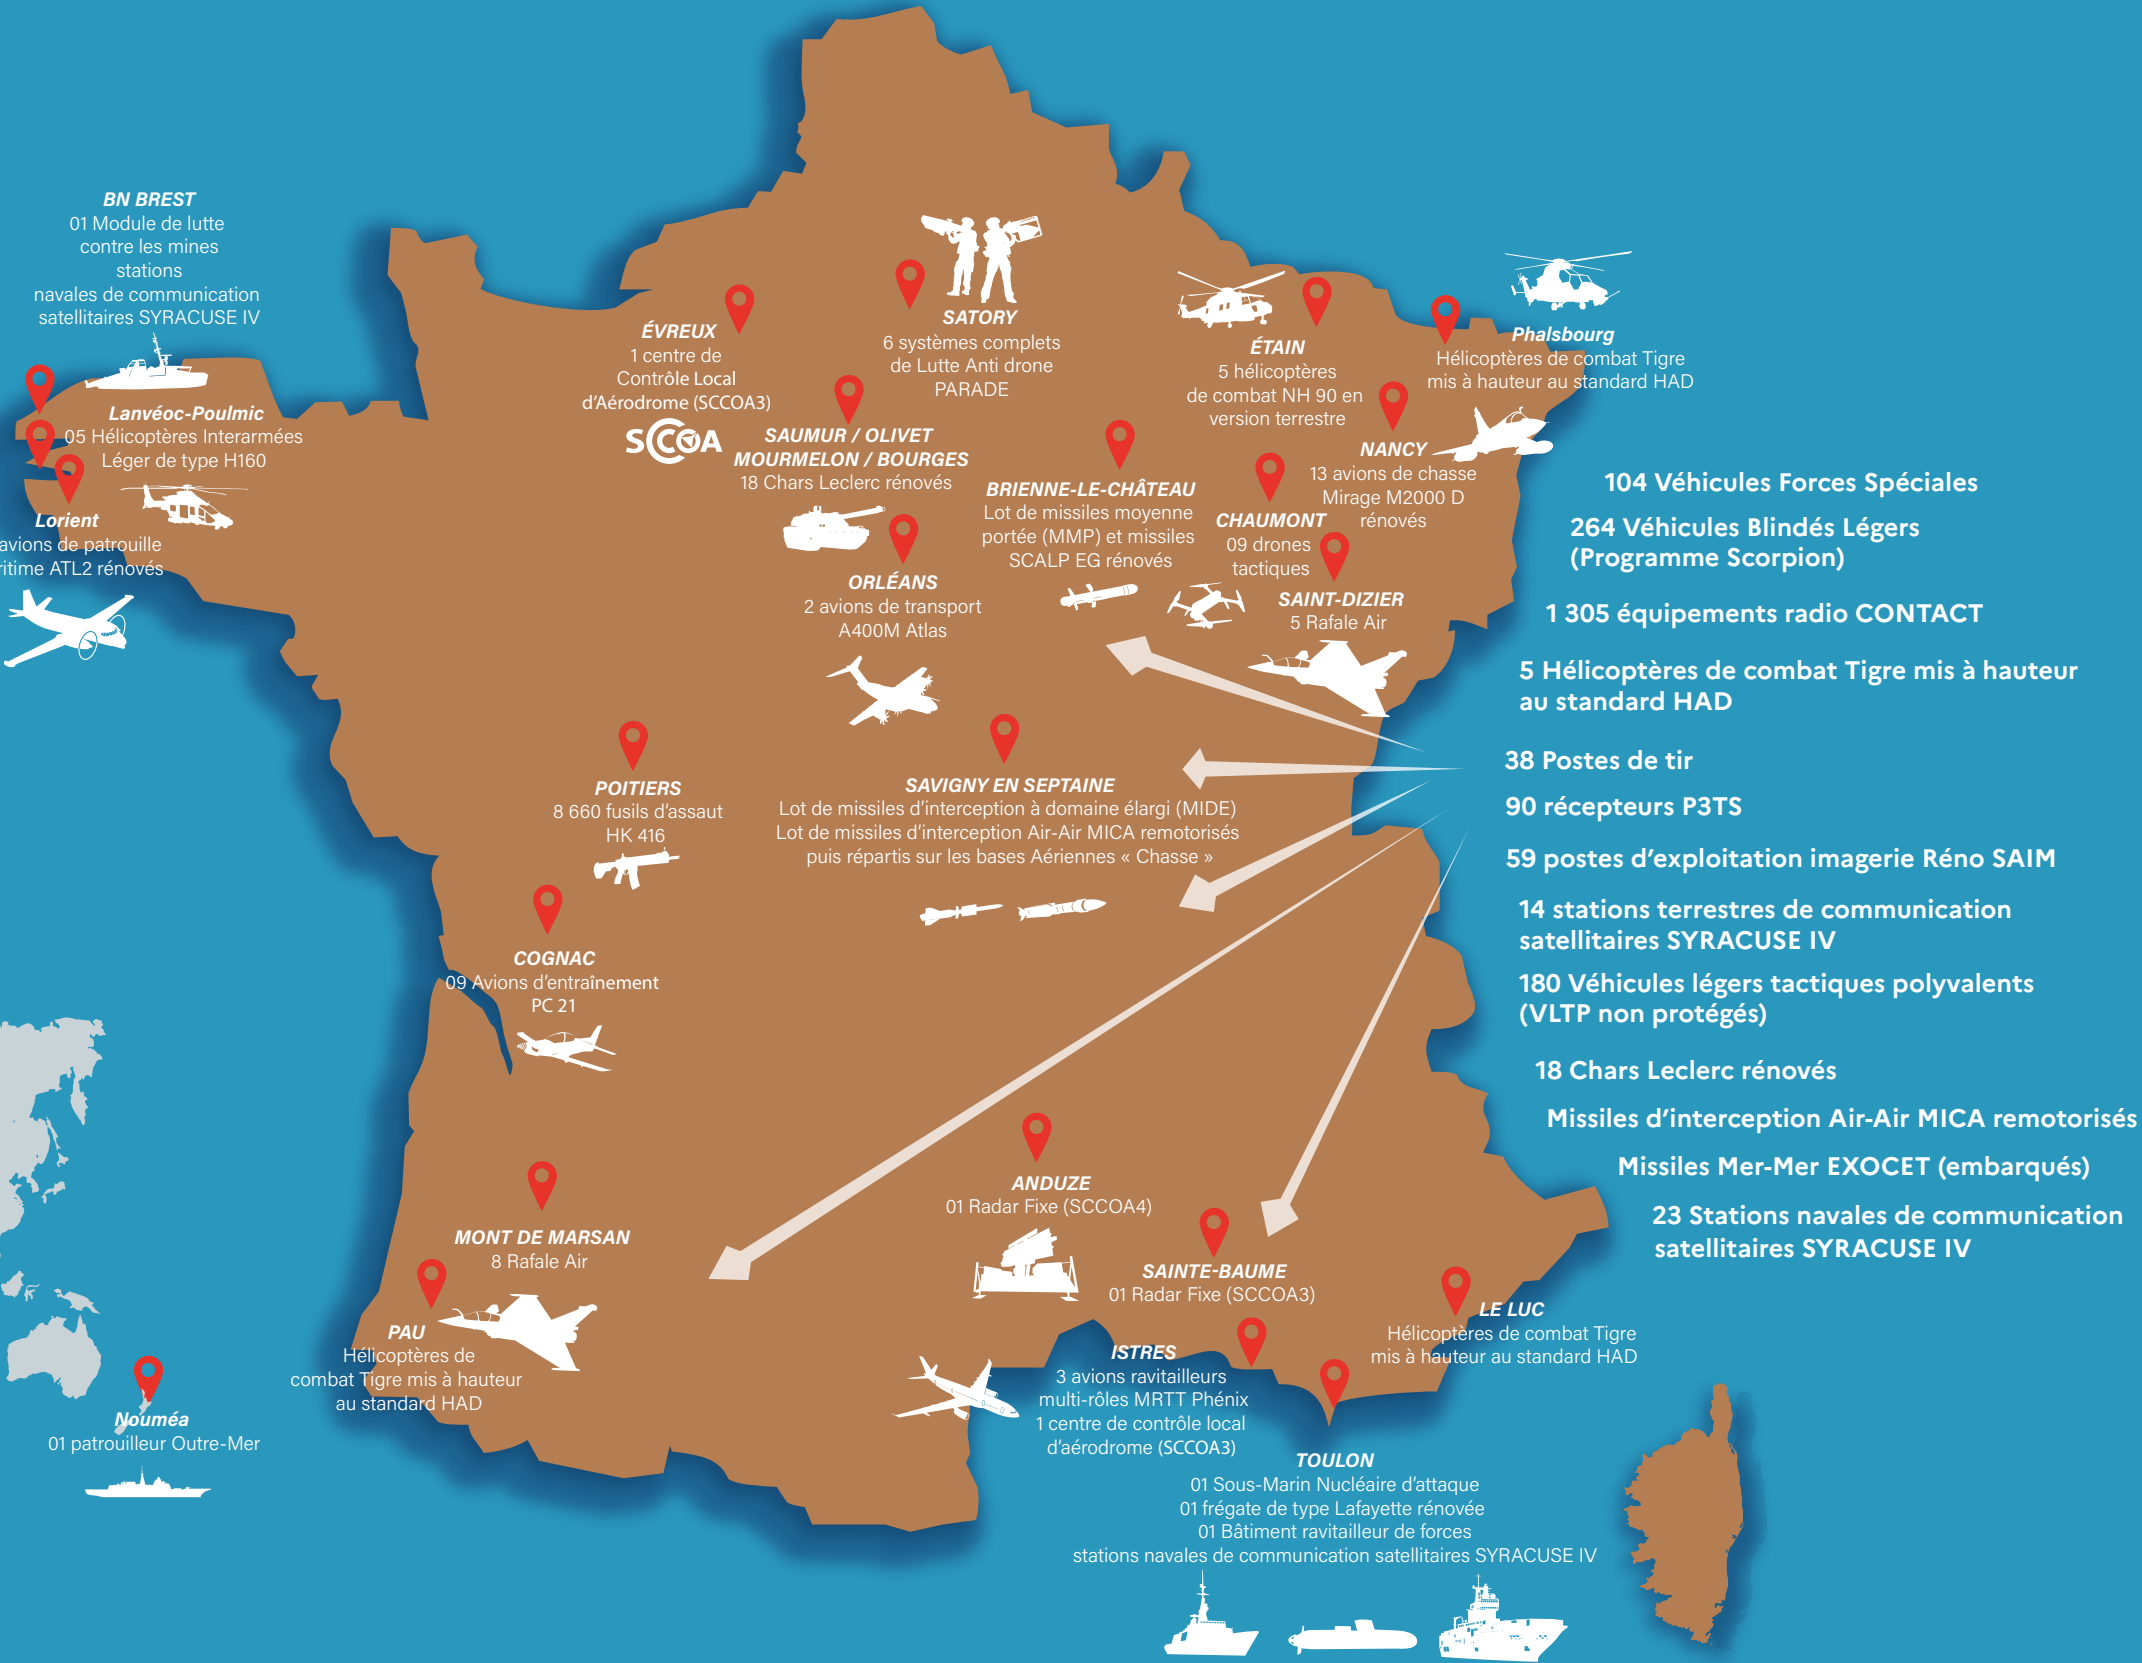 BN BREST
01 Module de lutte
contre les mines
stations
navales de communication
satellitaires SYRACUSE IV
Lanvéoc-Poulmic
05 Hélicoptères Interarmées
Léger de type H160
Lorient
avions de patrouille
ritime ATL2 rénovés
ÉVREUX
1 centre de
Contrôle Local
d'Aérodrome (SCCOA3)
SCCOA
SATORY
6 systèmes complets
de Lutte Anti drone
PARADE
SAUMUR / OLIVET
MOURMELON / BOURGES
18 Chars Leclerc rénovés
ORLÉANS
2 avions de transport
A400M Atlas
ÉTAIN
5 hélicoptères
de combat NH 90 en
version terrestre
Phalsbourg
Hélicoptères de combat Tigre
mis à hauteur au standard HAD
NANCY
13 avions de chasse
Mirage M2000 D
rénovés
BRIENNE-LE-CHÂTEAU
Lot de missiles moyenne
portée (MMP) et missiles
SCALP EG rénovés
CHAUMONT
09 drones
tactiques
SAINT-DIZIER
5 Rafale Air
POITIERS
8 660 fusils d'assaut
HK 416
SAVIGNY EN SEPTAINE
Lot de missiles d'interception à domaine élargi (MIDE)
Lot de missiles d'interception Air-Air MICA remotorisés
puis répartis sur les bases Aériennes « Chasse »
COGNAC
09 Avions d'entraînement
PC 21
MONT DE MARSAN
8 Rafale Air
PAU
Hélicoptères de
combat Tigre mis à hauteur
au standard HAD
ANDUZE
01 Radar Fixe (SCCOA4)
SAINTE-BAUME
01 Radar Fixe (SCCOA3)
LE LUC
Hélicoptères de combat Tigre
mis à hauteur au standard HAD
ISTRES
3 avions ravitailleurs
multi-rôles MRTT Phénix
1 centre de contrôle local
d'aérodrome (SCCOA3)
TOULON
01 Sous-Marin Nucléaire d'attaque
01 frégate de type Lafayette rénovée
01 Bâtiment ravitailleur de forces
stations navales de communication satellitaires SYRACUSE IV
Nouméa
01 patrouilleur Outre-Mer
104 Véhicules Forces Spéciales
264 Véhicules Blindés Légers
(Programme Scorpion)
1 305 équipements radio CONTACT
5 Hélicoptères de combat Tigre mis à hauteur
au standard HAD
38 Postes de tir
90 récepteurs P3TS
59 postes d'exploitation imagerie Réno SAIM
14 stations terrestres de communication
satellitaires SYRACUSE IV
180 Véhicules légers tactiques polyvalents
(VLTP non protégés)
18 Chars Leclerc rénovés
Missiles d'interception Air-Air MICA remotorisés
Missiles Mer-Mer EXOCET (embarqués)
23 Stations navales de communication
satellitaires SYRACUSE IV